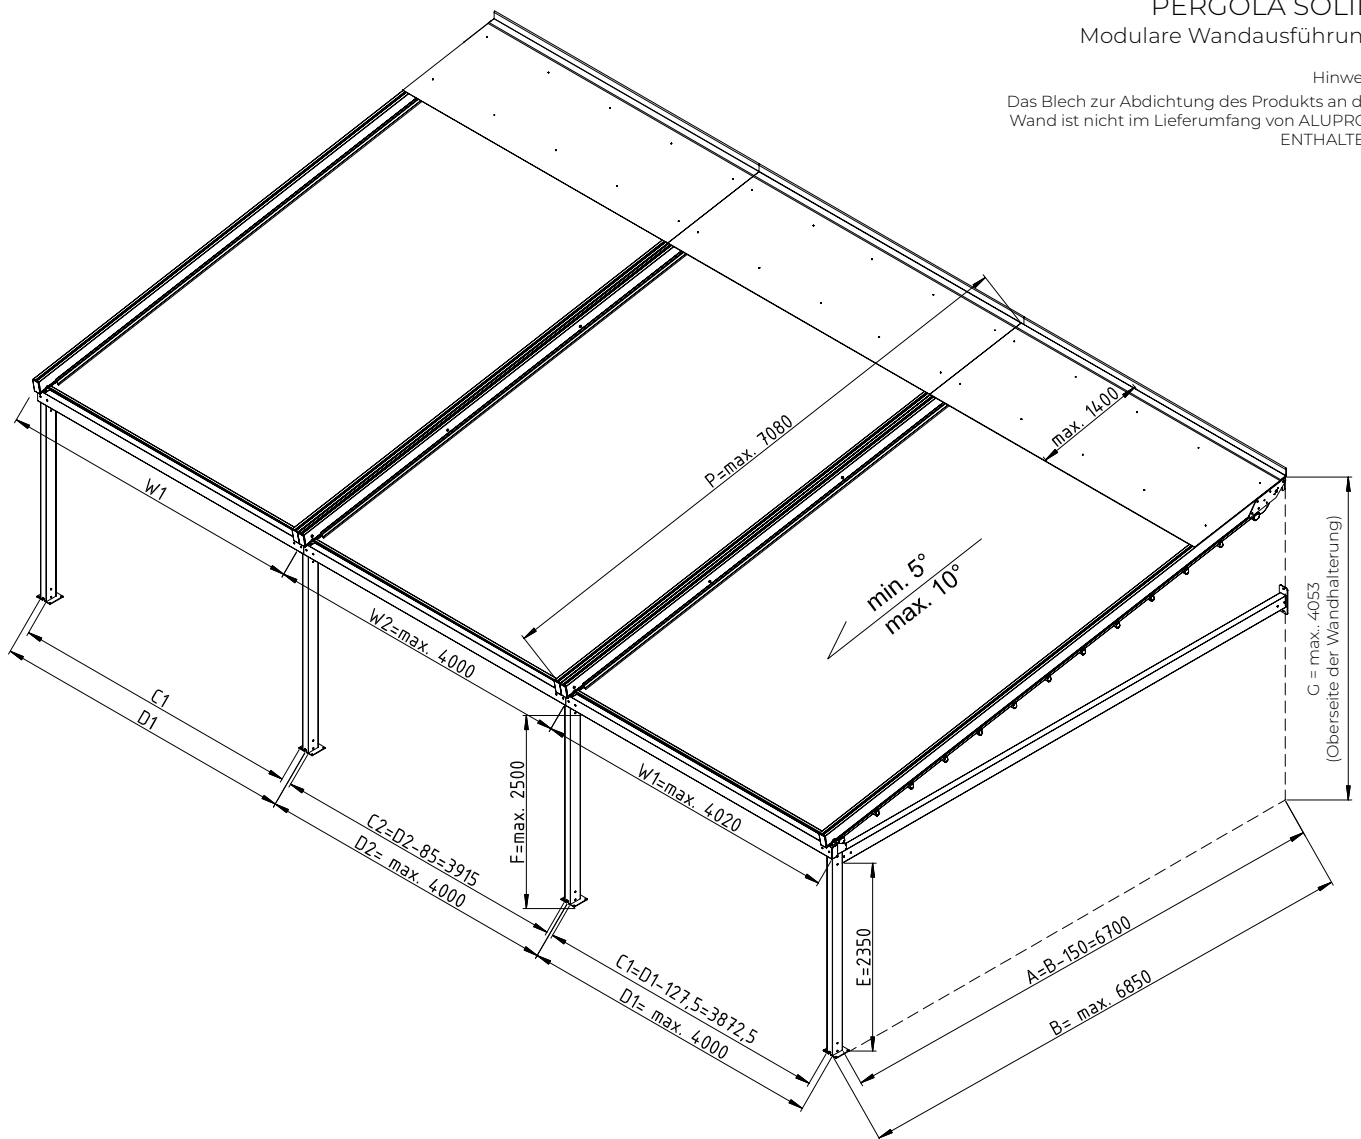 PERGOLA SOLI
Modulare Wandausführun
Hinwe
Das Blech zur Abdichtung des Produkts an d
Wand ist nicht im Lieferumfang von ALUPRO
ENTHALTE
max. 1400
P=max. 7080
W1
min. 5°
max. 10°
W2=max. 4000
G = max. 4053
(Oberseite der Wandhalterung)
C1
D1
F=max. 2500
W1=max. 4020
C2=D2-85=3915
D2= max. 4000
E=2350
A=B-150=6700
B= max. 6850
C1=D1-127,5=3872,5
D1= max. 4000